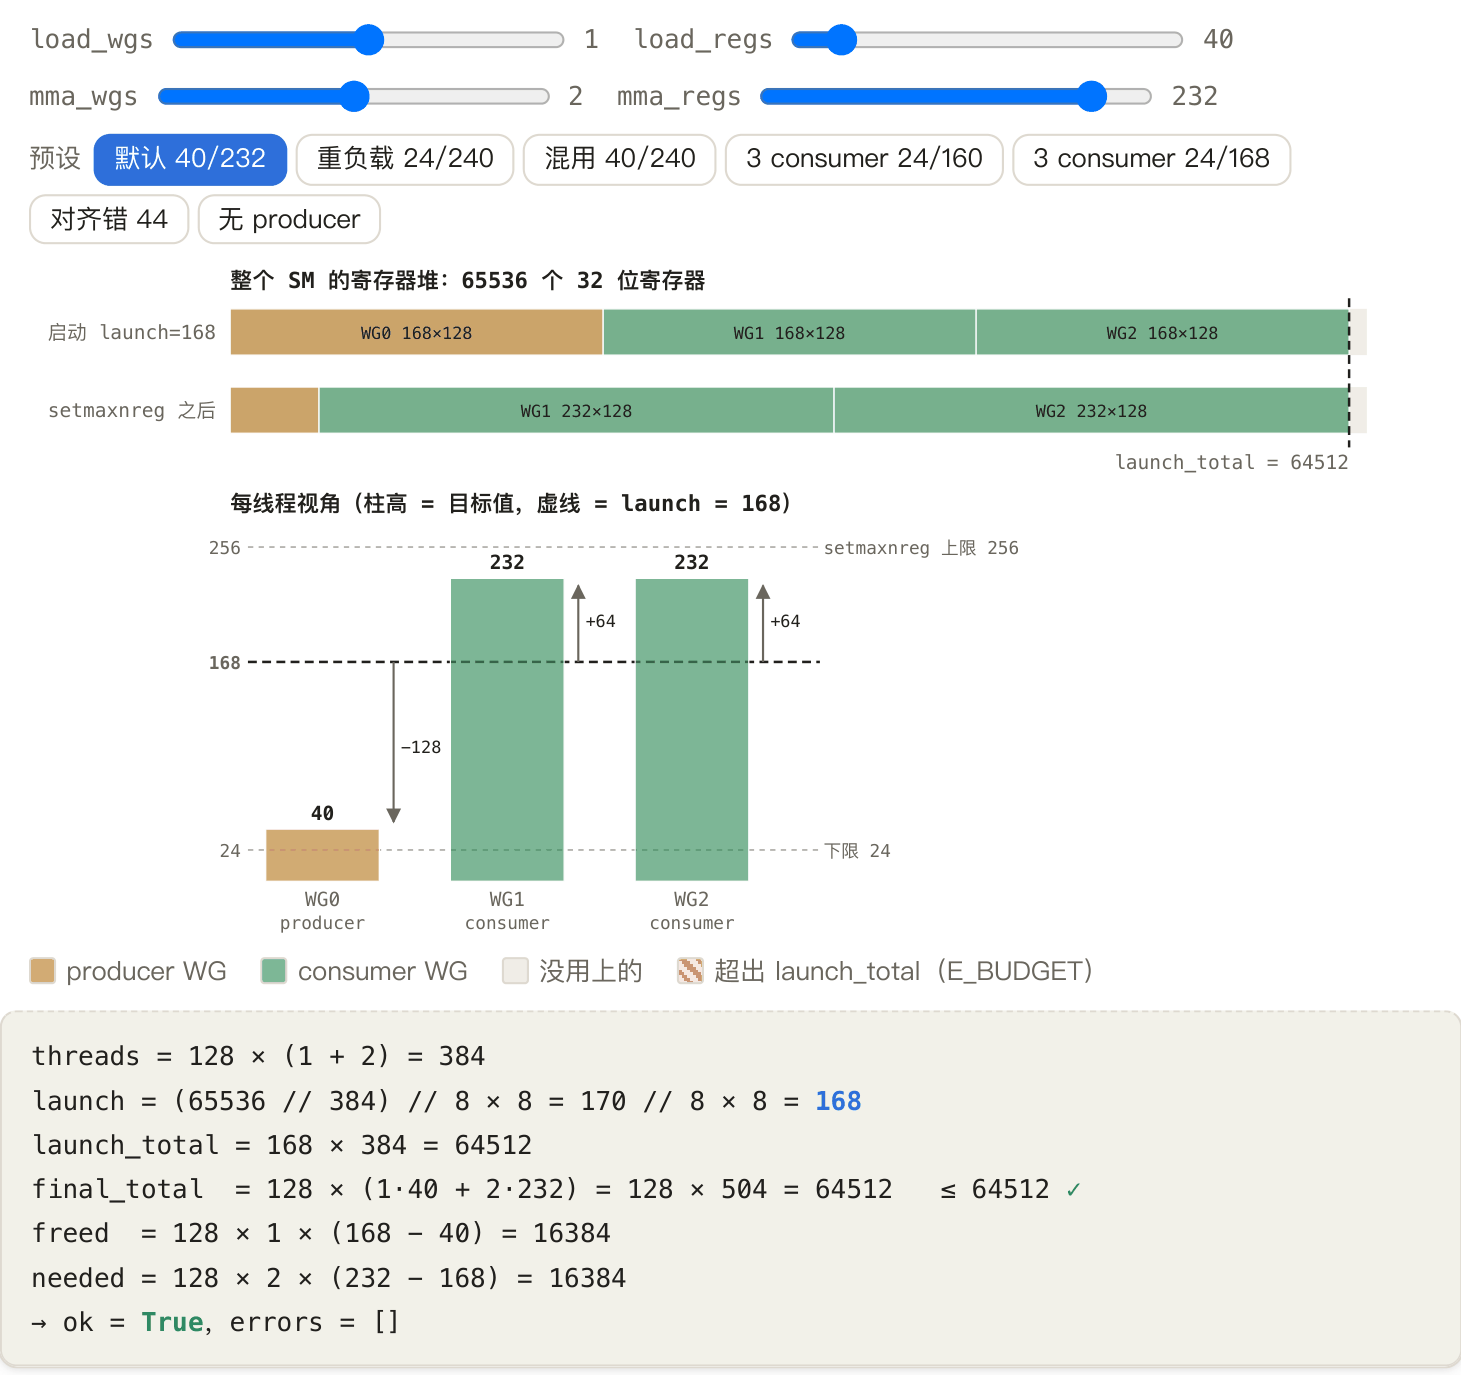 load_wgs 1 load_regs 40
mma_wgs 2 mma_regs 232
预设 默认 40/232 重负载 24/240 混用 40/240 3 consumer 24/160 3 consumer 24/168
对齐错 44 无 producer
整个 SM 的寄存器堆：65536 个 32 位寄存器
启动 launch=168 WG0 168×128 WG1 168×128 WG2 168×128
setmaxnreg 之后 WG1 232×128 WG2 232×128
launch_total = 64512
每线程视角（柱高 = 目标值，虚线 = launch = 168）
256 setmaxnreg 上限 256
232 232
+64 +64
168
−128
40
24 下限 24
WG0 WG1 WG2
producer consumer consumer
producer WG consumer WG 没用上的 超出 launch_total（E_BUDGET）
threads = 128 × (1 + 2) = 384
launch = (65536 // 384) // 8 × 8 = 170 // 8 × 8 = 168
launch_total = 168 × 384 = 64512
final_total = 128 × (1·40 + 2·232) = 128 × 504 = 64512 ≤ 64512 ✓
freed = 128 × 1 × (168 − 40) = 16384
needed = 128 × 2 × (232 − 168) = 16384
→ ok = True, errors = []